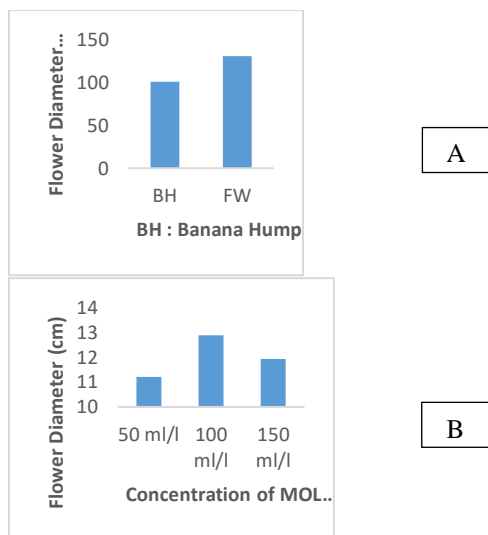 Flower Diameter...
150
100
50
0
BH FW
BH : Banana Hump
A
Flower Diameter (cm)
14
13
12
11
10
50 ml/l 100 ml/l 150 ml/l
Concentration of MOL..
B